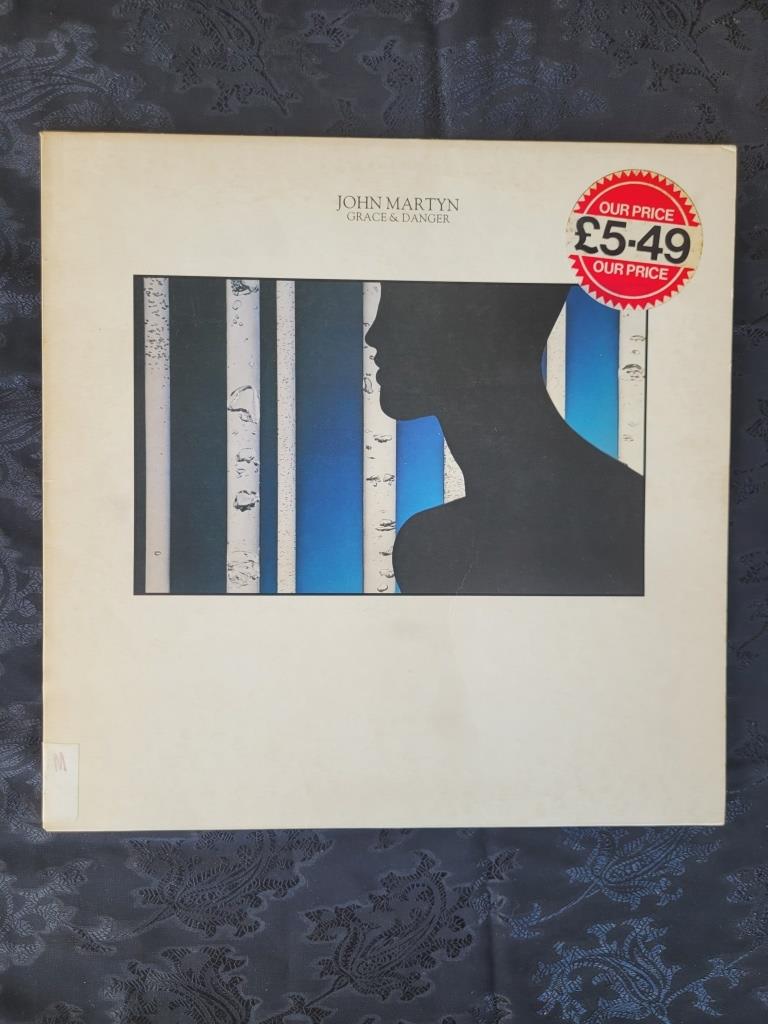 JOHN MARTYN
GRACE & DANGER
OUR PRICE
£5·49
OUR PRICE
M